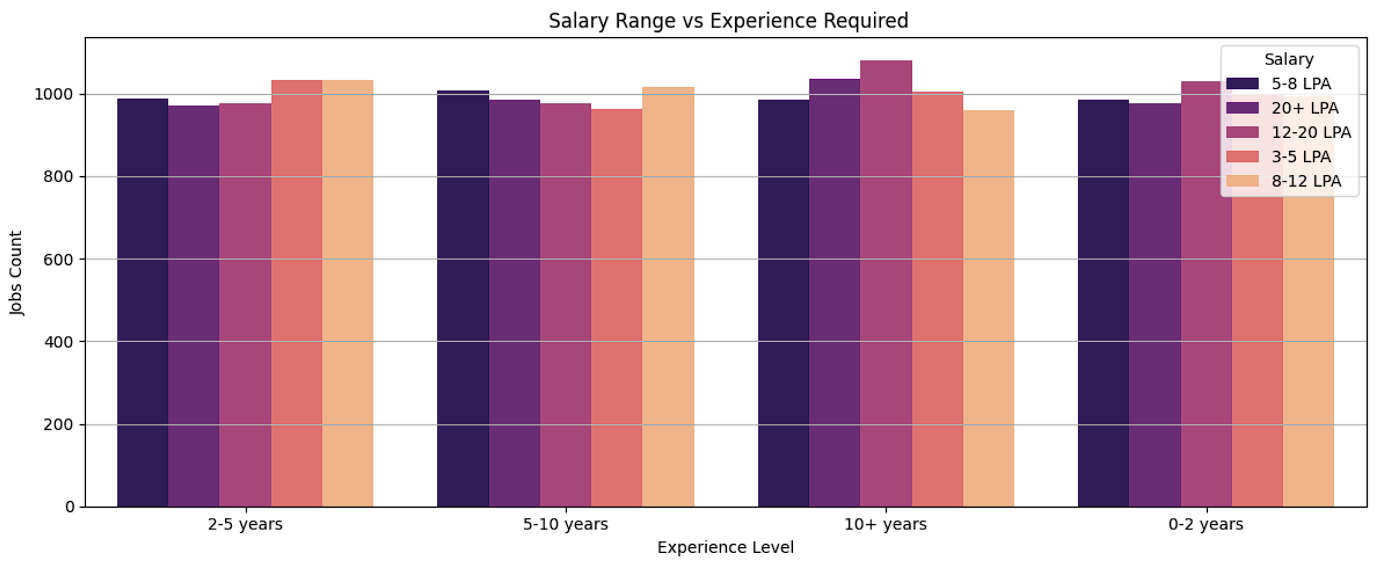 Salary Range vs Experience Required
Salary
5-8 LPA
20+ LPA
12-20 LPA
3-5 LPA
8-12 LPA
Jobs Count
1000
800
600
400
200
0
2-5 years
5-10 years
10+ years
0-2 years
Experience Level